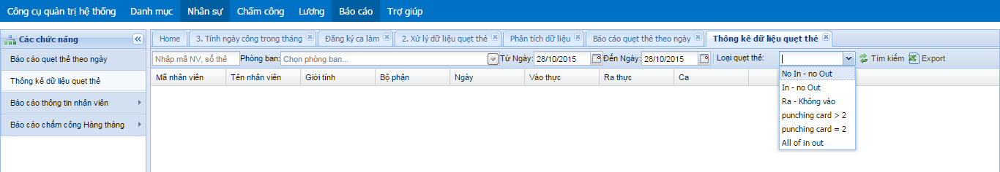 Công cụ quản trị hệ thống Danh mục Nhân sự Chấm công Lương Báo cáo Trợ giúp
Các chức năng
Báo cáo quẹt thẻ theo ngày
Thống kê dữ liệu quẹt thẻ
Báo cáo thông tin nhân viên
Báo cáo chấm công Hàng tháng
Home 3. Tính ngày công trong tháng Đăng ký ca làm 2. Xử lý dữ liệu quẹt thẻ Phân tích dữ liệu Báo cáo quẹt thẻ theo ngày Thống kê dữ liệu quẹt thẻ
Nhập mã NV, số thẻ Phòng ban: Chọn phòng ban... Từ Ngày: 28/10/2015 Đến Ngày: 28/10/2015 Loại quẹt thẻ: Tìm kiếm Export
Mã nhân viên Tên nhân viên Giới tính Bộ phận Ngày Vào thực Ra thực Ca
No In - no Out
In - no Out
Ra - Không vào
punching card > 2
punching card = 2
All of in out